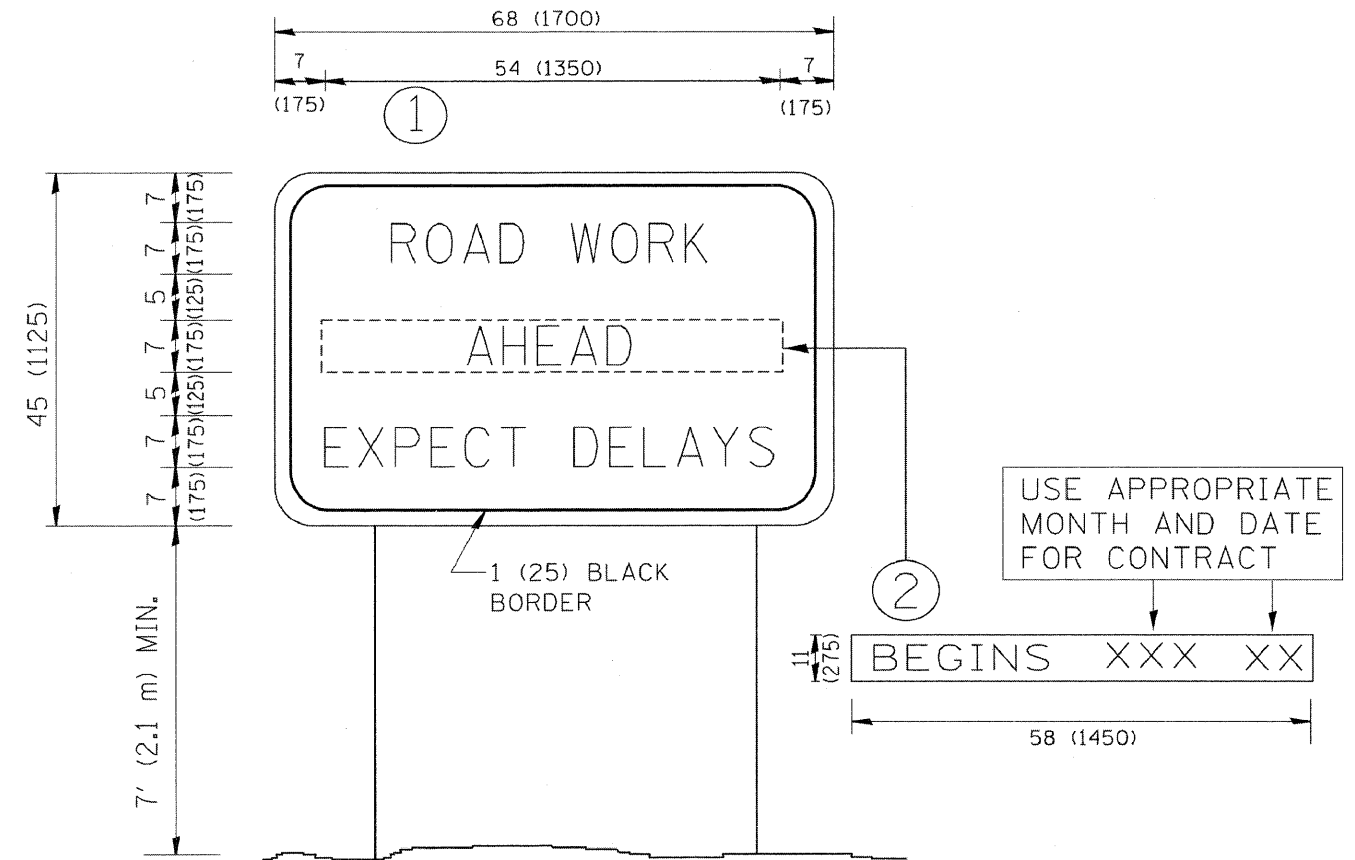 68 (1700)
7
54 (1350)
7
(175)
(175)
1
45 (1125)
7 (175)
7 (175)
5 (125)
7 (175)
5 (125)
7 (175)
7 (175)
ROAD WORK
AHEAD
EXPECT DELAYS
1 (25) BLACK
BORDER
7' (2.1 m) MIN.
USE APPROPRIATE
MONTH AND DATE
FOR CONTRACT
2
11
(275)
BEGINS XXX XX
58 (1450)